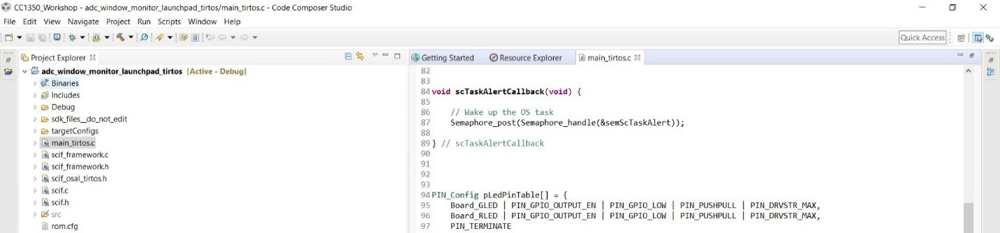 CC1350_Workshop - adc_window_monitor_launchpad_tirtos/main_tirtos.c - Code Composer Studio
File Edit View Navigate Project Run Scripts Window Help
Quick Access
Project Explorer
adc_window_monitor_launchpad_tirtos [Active - Debug]
Binaries
Includes
Debug
sdk_files__do_not_edit
targetConfigs
main_tirtos.c
scif_framework.c
scif_framework.h
scif_osal_tirtos.h
scif.c
scif.h
src
rom.cfg
Getting Started Resource Explorer main_tirtos.c
82
83
84 void scTaskAlertCallback(void) {
85
86 // Wake up the OS task
87 Semaphore_post(Semaphore_handle(&semScTaskAlert));
88
89 } // scTaskAlertCallback
90
91
92
93
94 PIN_Config pLedPinTable[] = {
95 Board_GLED | PIN_GPIO_OUTPUT_EN | PIN_GPIO_LOW | PIN_PUSHPULL | PIN_DRVSTR_MAX,
96 Board_RLED | PIN_GPIO_OUTPUT_EN | PIN_GPIO_LOW | PIN_PUSHPULL | PIN_DRVSTR_MAX,
97 PIN_TERMINATE